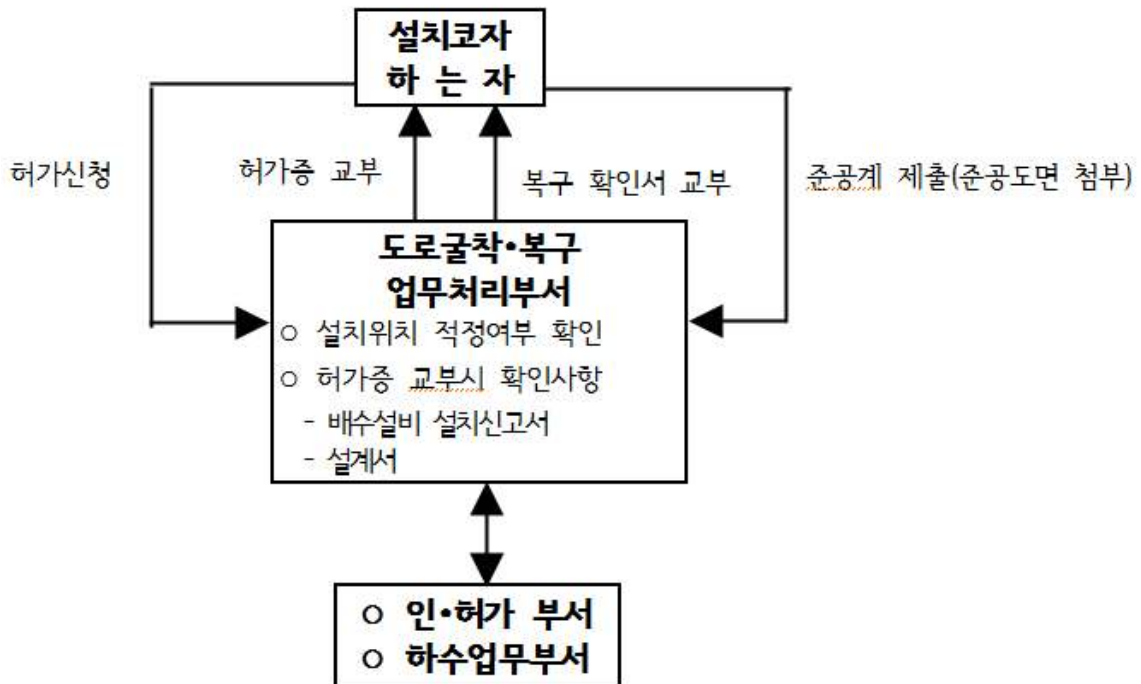 설치코자
하 는 자
허가신청
허가증 교부
복구 확인서 교부
준공계 제출(준공도면 첨부)
도로굴착•복구
업무처리부서
○ 설치위치 적정여부 확인
○ 허가증 교부시 확인사항
- 배수설비 설치신고서
- 설계서
○ 인•허가 부서
○ 하수업무부서